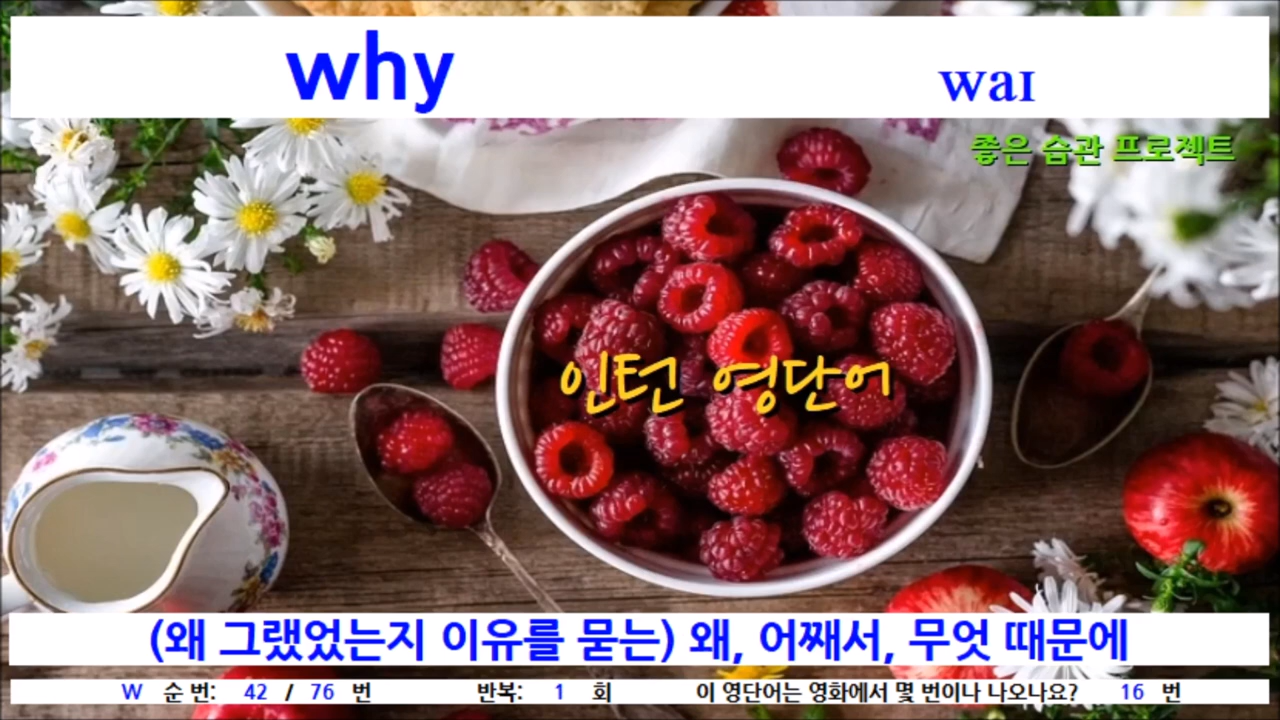 why waɪ
좋은 습관 프로젝트
인턴 영단어
(왜 그랬었는지 이유를 묻는) 왜, 어째서, 무엇 때문에
W 순 번: 42 / 76 번 반복: 1 회 이 영단어는 영화에서 몇 번이나 나오나요? 16 번